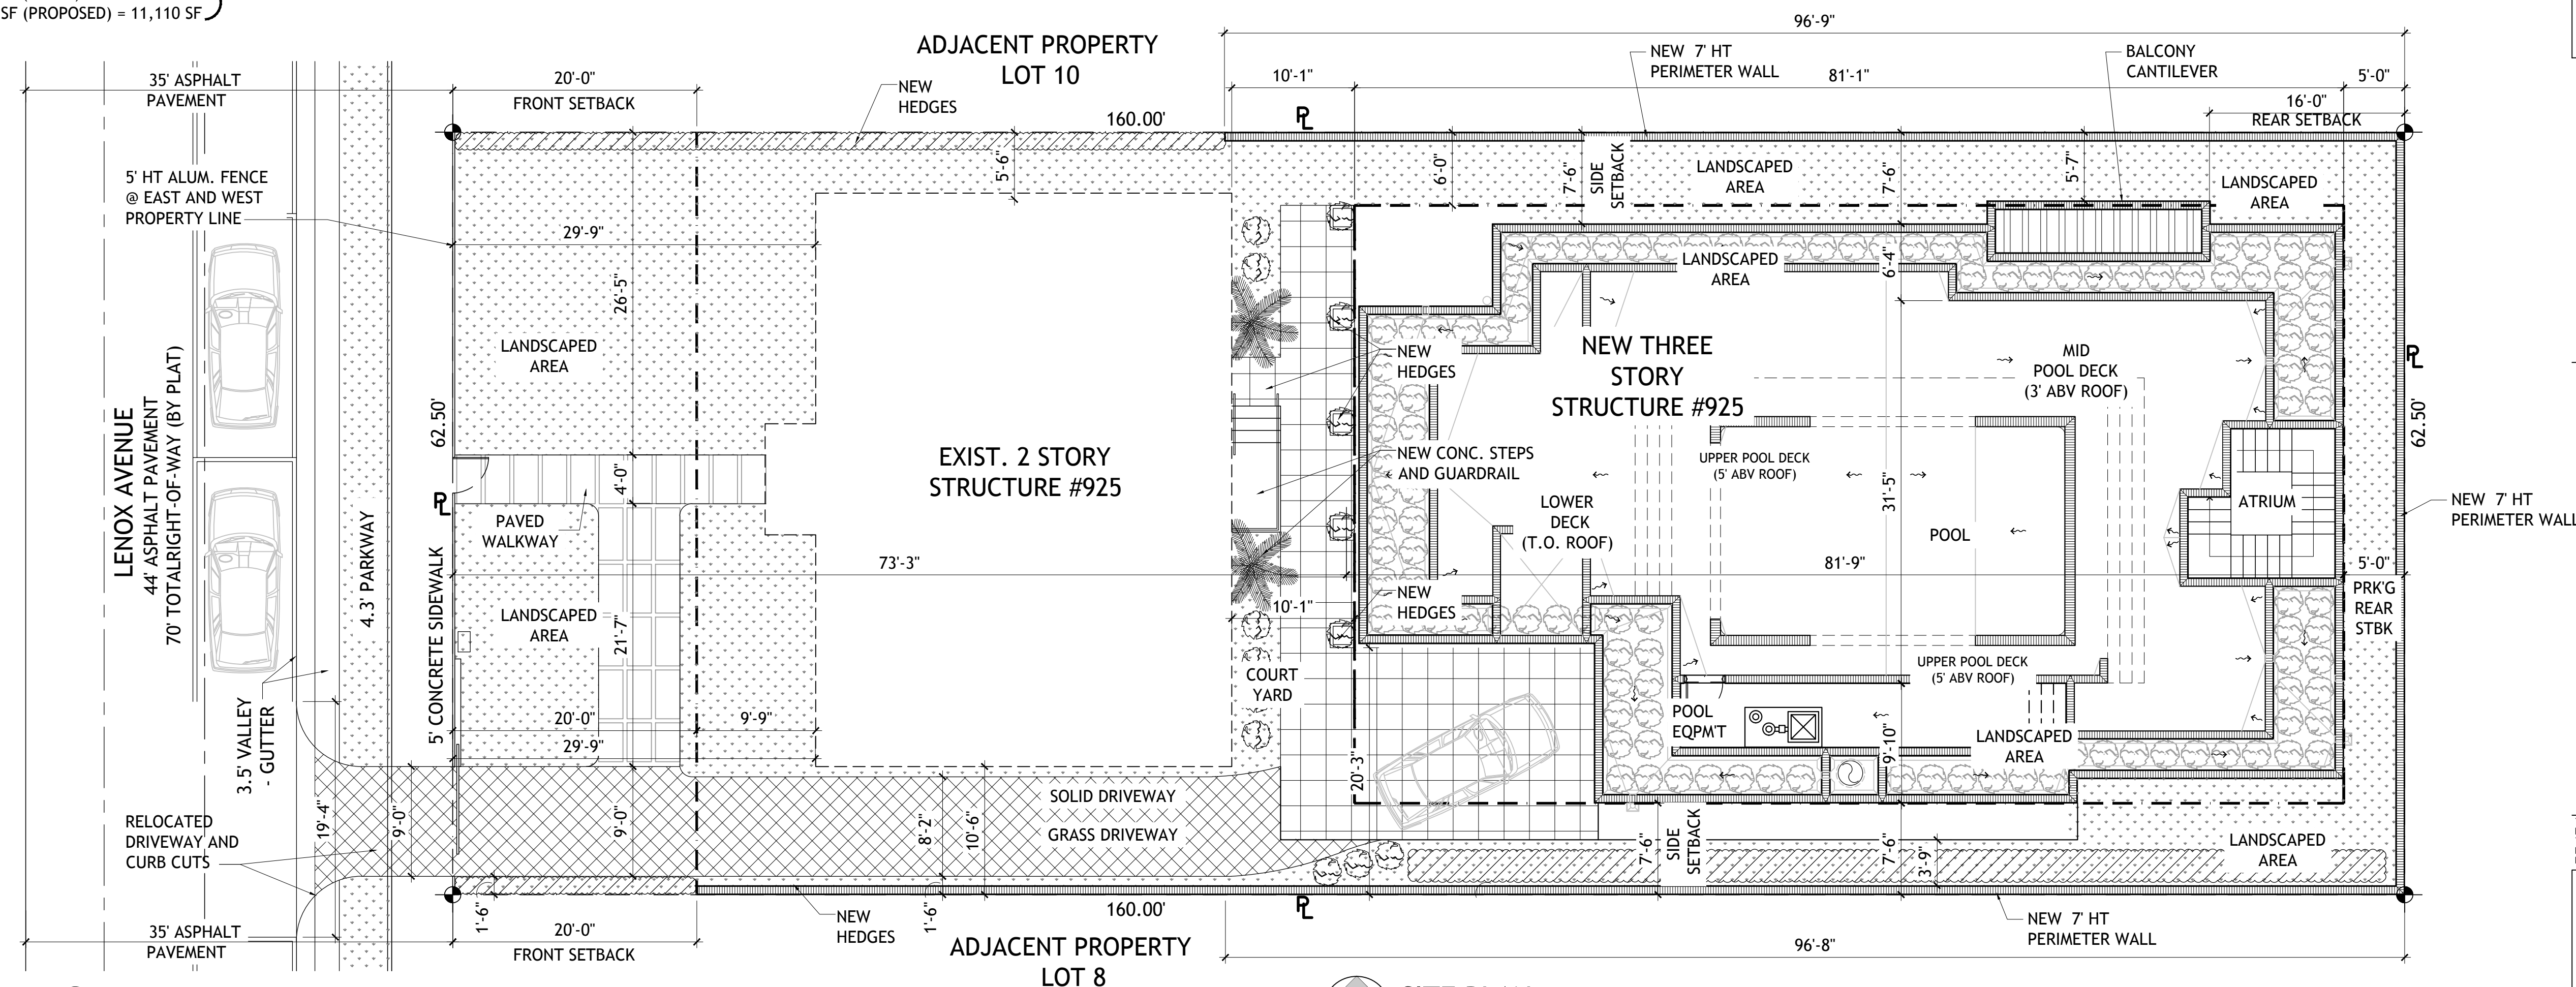 SF (PROPOSED) = 11,110 SF
96'-9"
ADJACENT PROPERTY
LOT 10
NEW 7' HT
PERIMETER WALL
BALCONY
CANTILEVER
35' ASPHALT
PAVEMENT
20'-0"
FRONT SETBACK
NEW
HEDGES
10'-1"
81'-1"
5'-0"
16'-0"
REAR SETBACK
160.00'
PL
5' HT ALUM. FENCE
@ EAST AND WEST
PROPERTY LINE
5'-6"
6'-0"
7'-6"
SIDE
SETBACK
LANDSCAPED
AREA
7'-6"
5'-7"
LANDSCAPED
AREA
29'-9"
26'-5"
LANDSCAPED
AREA
6'-4"
LANDSCAPED
AREA
NEW
HEDGES
NEW THREE
STORY
STRUCTURE #925
MID
POOL DECK
(3' ABV ROOF)
PL
62.50'
LENOX AVENUE
44' ASPHALT PAVEMENT
70' TOTALRIGHT-OF-WAY (BY PLAT)
62.50'
EXIST. 2 STORY
STRUCTURE #925
NEW CONC. STEPS
AND GUARDRAIL
UPPER POOL DECK
(5' ABV ROOF)
4'-0"
PL
PAVED
WALKWAY
LOWER
DECK
(T.O. ROOF)
31'-5"
POOL
ATRIUM
NEW 7' HT
PERIMETER WALL
4.3' PARKWAY
5' CONCRETE SIDEWALK
73'-3"
81'-9"
5'-0"
PRK'G
REAR
STBK
LANDSCAPED
AREA
21'-7"
10'-1"
NEW
HEDGES
COURT
YARD
UPPER POOL DECK
(5' ABV ROOF)
3.5' VALLEY
- GUTTER
20'-0"
9'-9"
29'-9"
POOL
EQPM'T
9'-10"
LANDSCAPED
AREA
20'-3"
RELOCATED
DRIVEWAY AND
CURB CUTS
19'-4"
9'-0"
9'-0"
8'-2"
10'-6"
SOLID DRIVEWAY
GRASS DRIVEWAY
7'-6"
SIDE
SETBACK
7'-6"
3'-9"
LANDSCAPED
AREA
1'-6"
1'-6"
160.00'
PL
35' ASPHALT
PAVEMENT
20'-0"
FRONT SETBACK
NEW
HEDGES
ADJACENT PROPERTY
LOT 8
NEW 7' HT
PERIMETER WALL
96'-8"